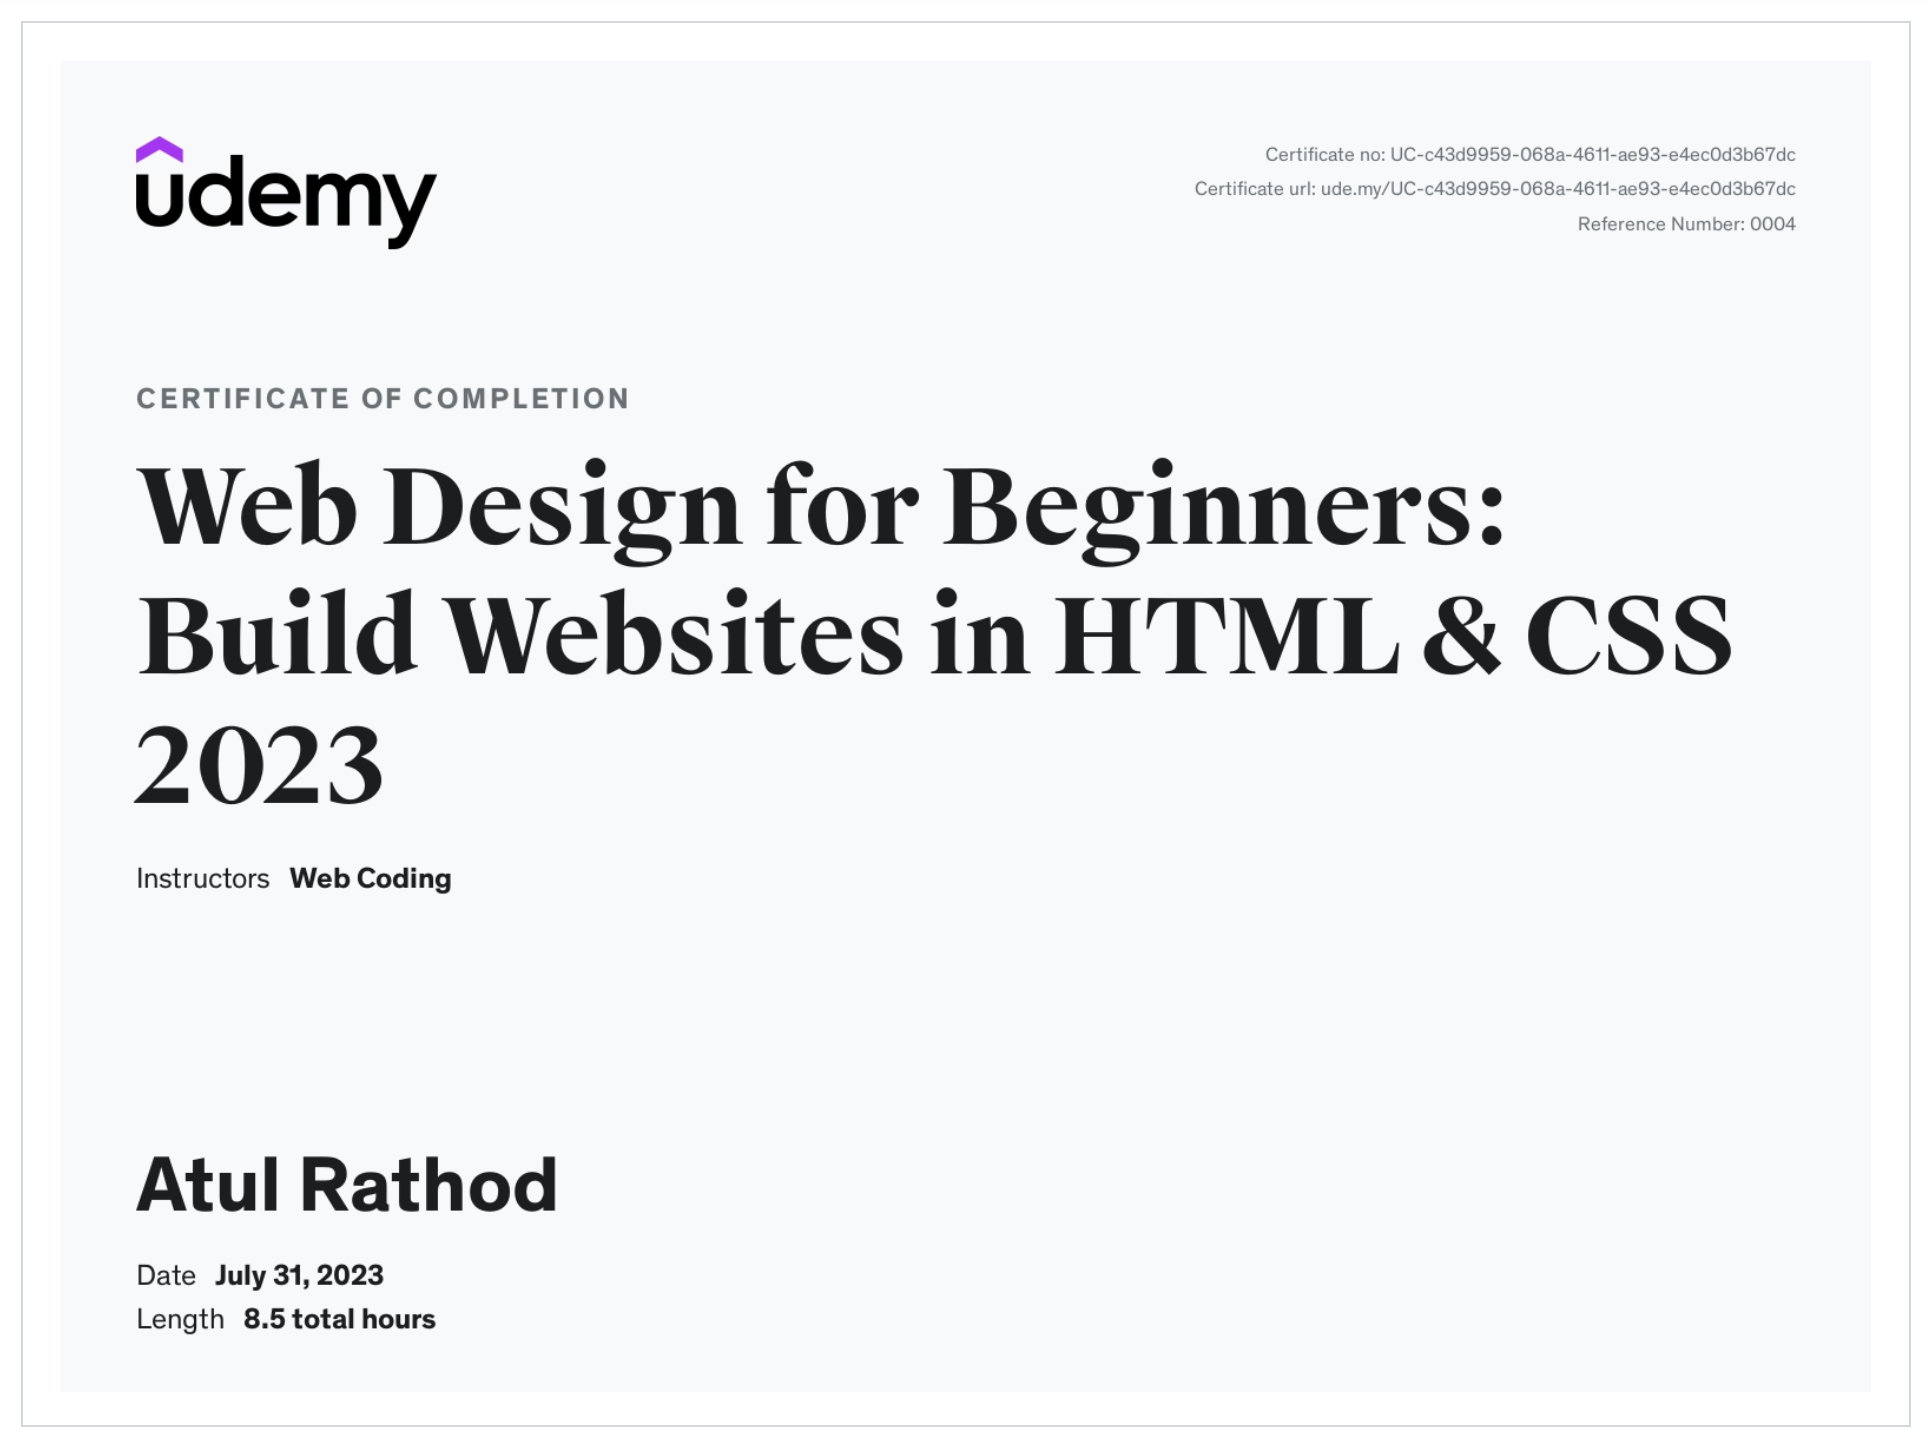 udemy
Certificate no: UC-c43d9959-068a-4611-ae93-e4ec0d3b67dc
Certificate url: ude.my/UC-c43d9959-068a-4611-ae93-e4ec0d3b67dc
Reference Number: 0004
CERTIFICATE OF COMPLETION
Web Design for Beginners:
Build Websites in HTML & CSS
2023
Instructors Web Coding
Atul Rathod
Date July 31, 2023
Length 8.5 total hours